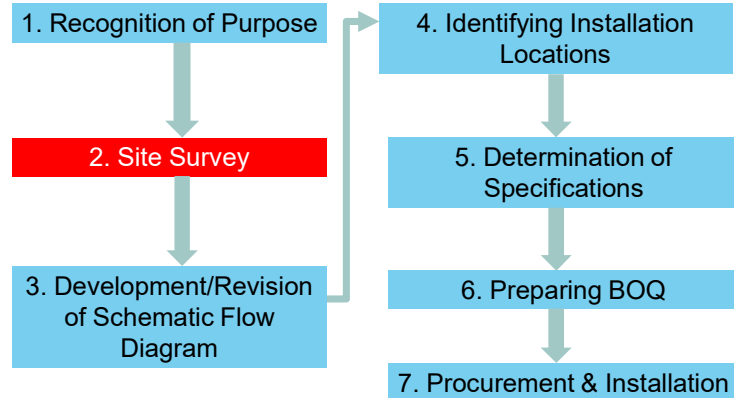 1. Recognition of Purpose
2. Site Survey
3. Development/Revision
of Schematic Flow
Diagram
4. Identifying Installation
Locations
5. Determination of
Specifications
6. Preparing BOQ
7. Procurement & Installation